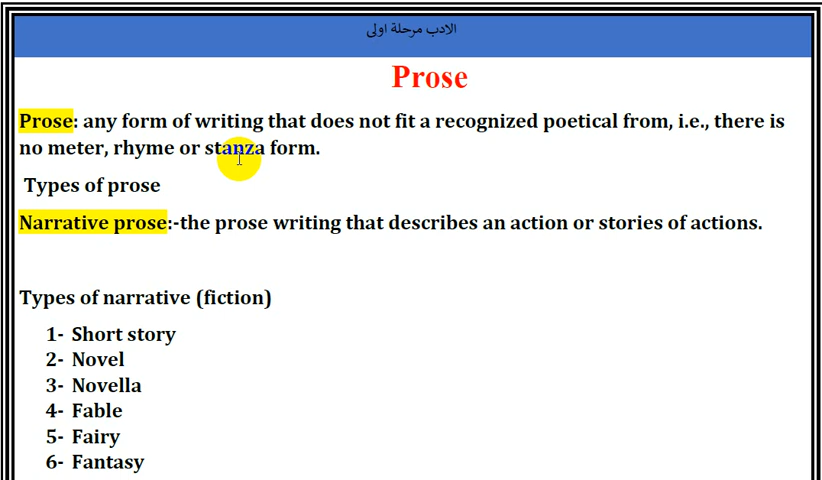 الادب مرحلة اولى
Prose
Prose: any form of writing that does not fit a recognized poetical from, i.e., there is
no meter, rhyme or stanza form.
Types of prose
Narrative prose:-the prose writing that describes an action or stories of actions.
Types of narrative (fiction)
1- Short story
2- Novel
3- Novella
4- Fable
5- Fairy
6- Fantasy